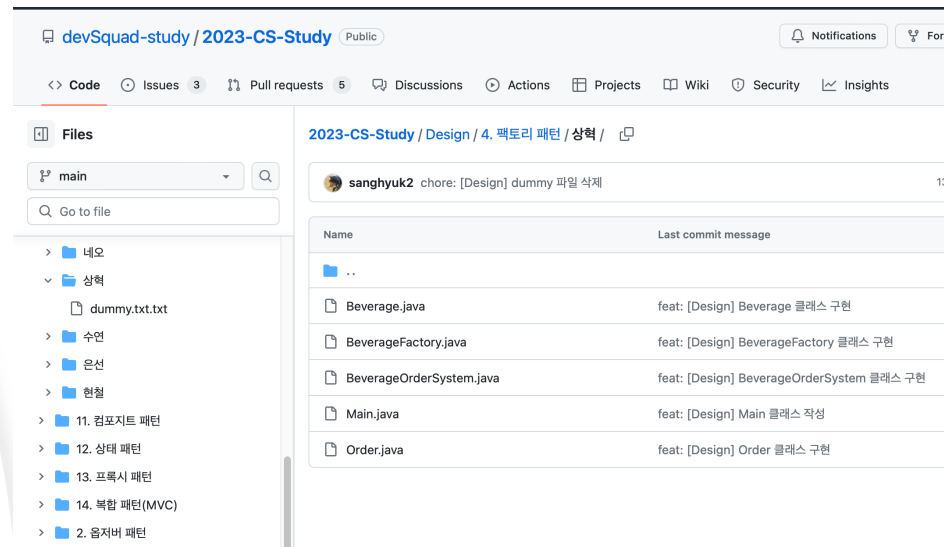 devSquad-study / 2023-CS-Study Public
Notifications
For
Code
Issues 3
Pull requests 5
Discussions
Actions
Projects
Wiki
Security
Insights
Files
main
Go to file
네오
상혁
dummy.txt.txt
수연
은선
현철
11. 컴포지트 패턴
12. 상태 패턴
13. 프록시 패턴
14. 복합 패턴(MVC)
2. 옵저버 패턴
2023-CS-Study / Design / 4. 팩토리 패턴 / 상혁 /
sanghyuk2 chore: [Design] dummy 파일 삭제
13
Name Last commit message
..
Beverage.java feat: [Design] Beverage 클래스 구현
BeverageFactory.java feat: [Design] BeverageFactory 클래스 구현
BeverageOrderSystem.java feat: [Design] BeverageOrderSystem 클래스 구현
Main.java feat: [Design] Main 클래스 작성
Order.java feat: [Design] Order 클래스 구현